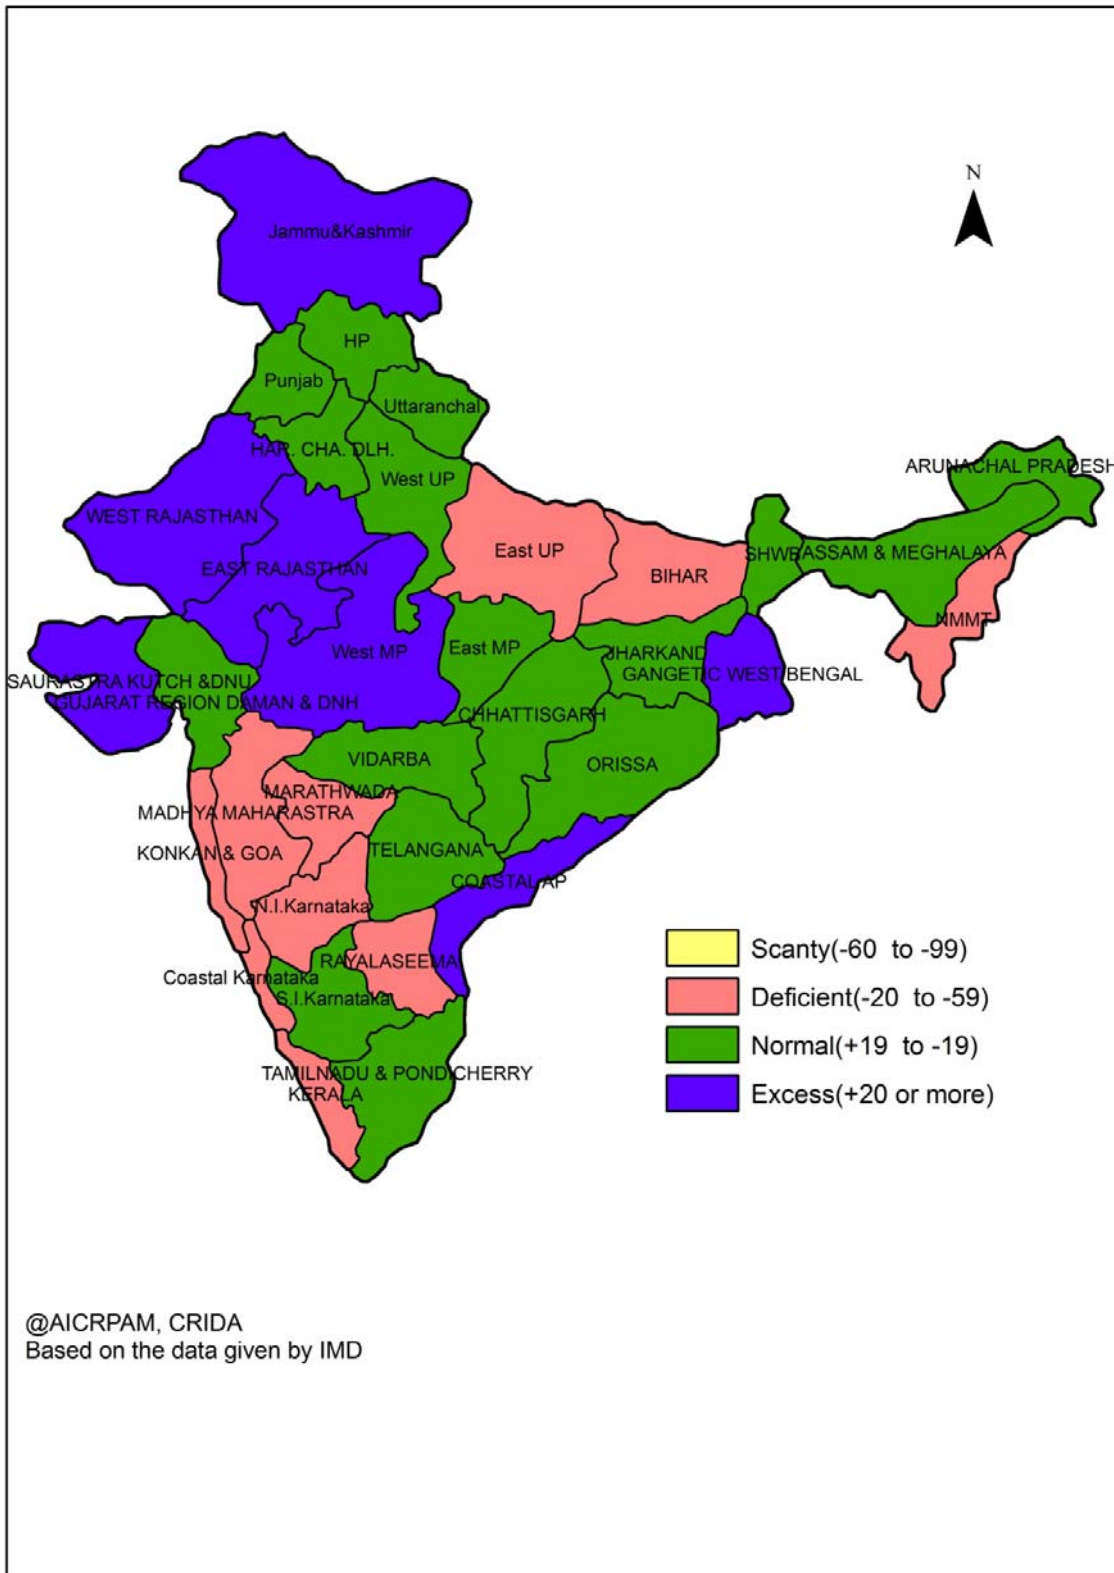 N
Jammu&Kashmir
HP
Punjab
Uttaranchal
HAR. CHA. DLH.
West UP
ARUNACHAL PRADESH
WEST RAJASTHAN
EAST RAJASTHAN
East UP
BIHAR
SHWB
ASSAM & MEGHALAYA
NMMT
West MP
East MP
JHARKAND
GANGETIC WEST BENGAL
SAURASTRA KUTCH &DNU
GUJARAT REGION DAMAN & DNH
CHHATTISGARH
VIDARBA
ORISSA
MARATHWADA
MADHYA MAHARASTRA
KONKAN & GOA
TELANGANA
COASTAL AP
N.I.Karnataka
RAYALASEEMA
Coastal Karnataka
S.I.Karnataka
TAMILNADU & PONDICHERRY
KERALA
Scanty(-60 to -99)
Deficient(-20 to -59)
Normal(+19 to -19)
Excess(+20 or more)
@AICRPAM, CRIDA
Based on the data given by IMD